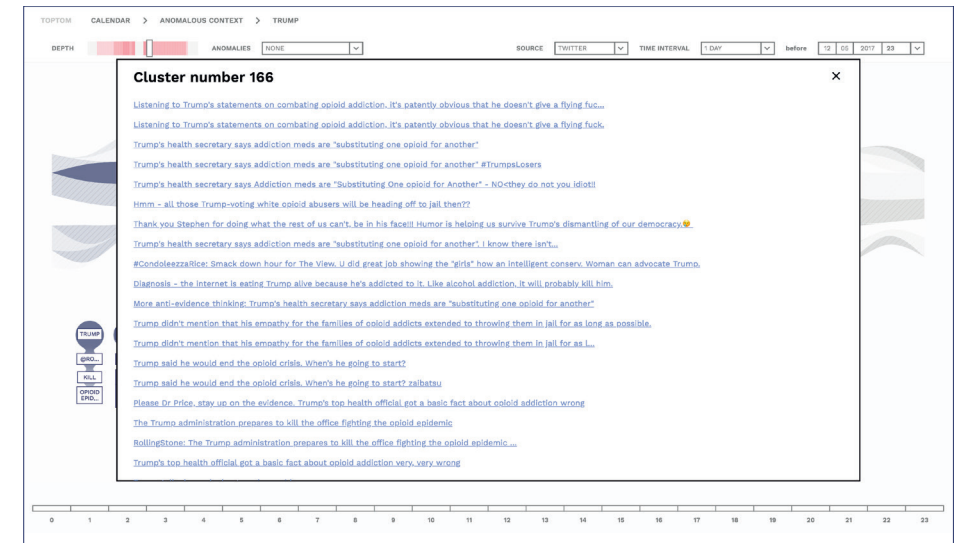 TOPTOM CALENDAR > ANOMALOUS CONTEXT > TRUMP
DEPTH ANOMALIES NONE SOURCE TWITTER TIME INTERVAL 1 DAY before 12 05 2017 23
Cluster number 166 ×
Listening to Trump's statements on combating opioid addiction, it's patently obvious that he doesn't give a flying fuc...
Listening to Trump's statements on combating opioid addiction, it's patently obvious that he doesn't give a flying fuck.
Trump's health secretary says addiction meds are "substituting one opioid for another"
Trump's health secretary says addiction meds are "substituting one opioid for another" #TrumpsLosers
Trump's health secretary says Addiction meds are "Substituting One opioid for Another" - NO<they do not you idiot!!
Hmm - all those Trump-voting white opioid abusers will be heading off to jail then??
Thank you Stephen for doing what the rest of us can't, be in his face!!! Humor is helping us survive Trump's dismantling of our democracy.😉
Trump's health secretary says addiction meds are "substituting one opioid for another". I know there isn't...
#CondoleezzaRice: Smack down hour for The View. U did great job showing the "girls" how an intelligent conserv. Woman can advocate Trump.
Diagnosis - the internet is eating Trump alive because he's addicted to it. Like alcohol addiction, it will probably kill him.
More anti-evidence thinking: Trump's health secretary says addiction meds are "substituting one opioid for another"
Trump didn't mention that his empathy for the families of opioid addicts extended to throwing them in jail for as long as possible.
Trump didn't mention that his empathy for the families of opioid addicts extended to throwing them in jail for as l...
Trump said he would end the opioid crisis. When's he going to start?
Trump said he would end the opioid crisis. When's he going to start? zaibatsu
Please Dr Price, stay up on the evidence. Trump's top health official got a basic fact about opioid addiction wrong
The Trump administration prepares to kill the office fighting the opioid epidemic
RollingStone: The Trump administration prepares to kill the office fighting the opioid epidemic ...
Trump's top health official got a basic fact about opioid addiction very, very wrong
TRUMP
@RO...
KILL
OPIOID
EPID...
0 1 2 3 4 5 6 7 8 9 10 11 12 13 14 15 16 17 18 19 20 21 22 23